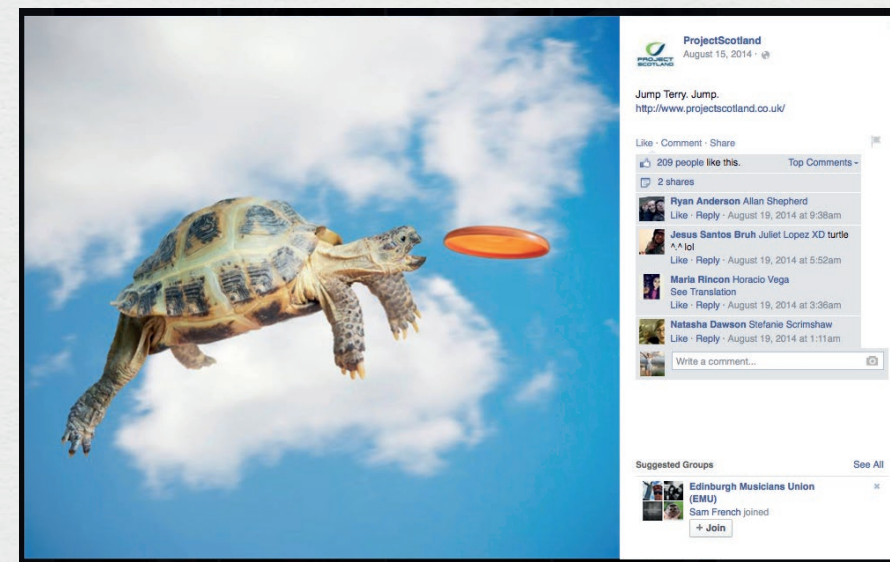 PROJECT
SCOTLAND
ProjectScotland
August 15, 2014 ·
Jump Terry. Jump.
http://www.projectscotland.co.uk/
Like · Comment · Share
209 people like this.
Top Comments
2 shares
Ryan Anderson Allan Shepherd
Like · Reply · August 19, 2014 at 9:38am
Jesus Santos Bruh Juliet Lopez XD turtle
^.^ lol
Like · Reply · August 19, 2014 at 5:52am
Maria Rincon Horacio Vega
See Translation
Like · Reply · August 19, 2014 at 3:36am
Natasha Dawson Stefanie Scrimshaw
Like · Reply · August 19, 2014 at 1:11am
Write a comment...
Suggested Groups
See All
Edinburgh Musicians Union
(EMU)
Sam French joined
+ Join